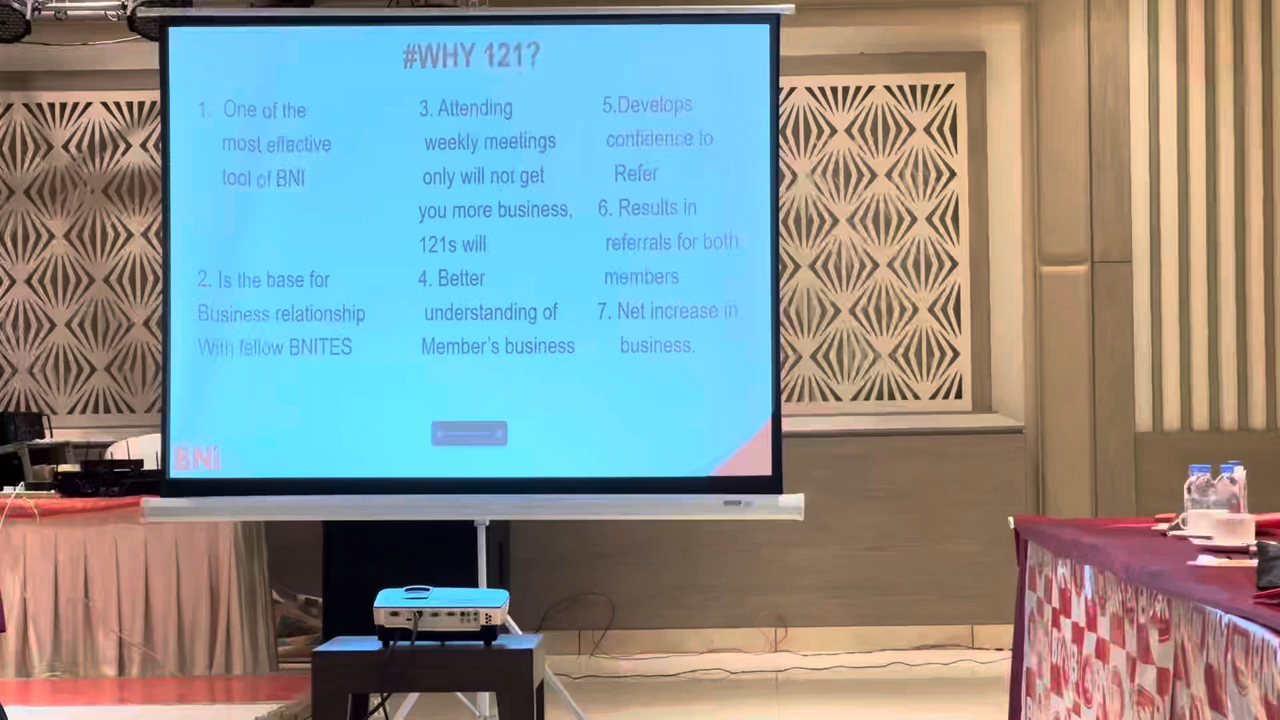 #WHY 121?
1. One of the
most effective
tool of BNI
2. Is the base for
Business relationship
With fellow BNITES
3. Attending
weekly meetings
only will not get
you more business,
121s will
4. Better
understanding of
Member's business
5.Develops
confidence to
Refer
6. Results in
referrals for both
members
7. Net increase in
business.
BNI